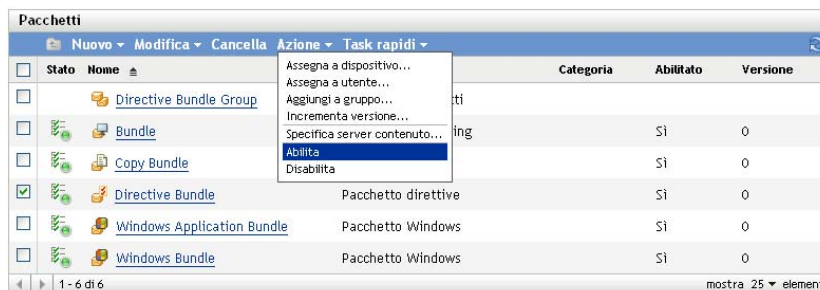 Pacchetti
Nuovo Modifica Cancella Azione Task rapidi
Stato Nome Categoria Abilitato Versione
Assegna a dispositivo...
Assegna a utente...
Aggiungi a gruppo...
Incrementa versione...
Specifica server contenuto...
Abilita
Disabilita
Directive Bundle Group tti
Bundle ing Sì 0
Copy Bundle Sì 0
Directive Bundle Pacchetto direttive Sì 0
Windows Application Bundle Pacchetto Windows Sì 0
Windows Bundle Pacchetto Windows Sì 0
1 - 6 di 6 mostra 25 element